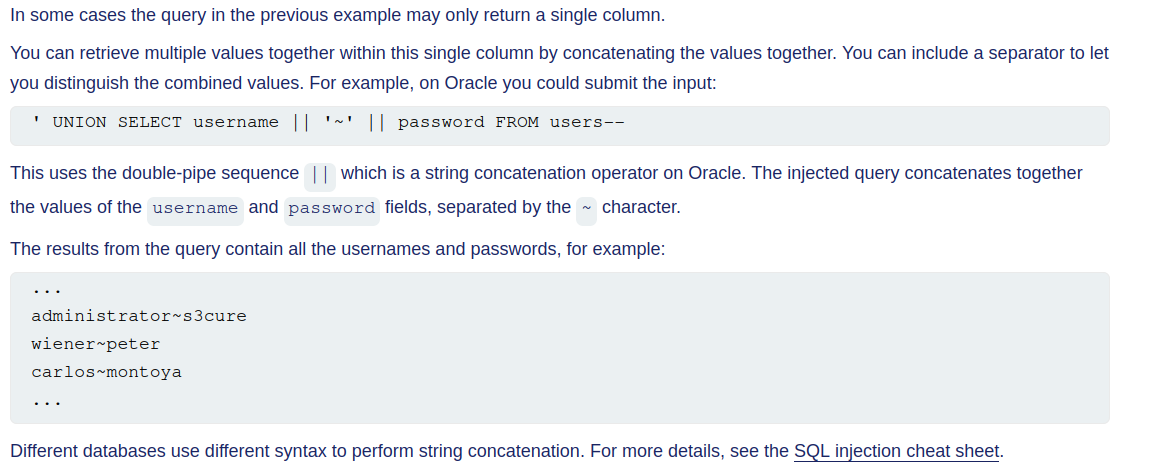 In some cases the query in the previous example may only return a single column.
You can retrieve multiple values together within this single column by concatenating the values together. You can include a separator to let
you distinguish the combined values. For example, on Oracle you could submit the input:
' UNION SELECT username || '~' || password FROM users--
This uses the double-pipe sequence || which is a string concatenation operator on Oracle. The injected query concatenates together
the values of the username and password fields, separated by the ~ character.
The results from the query contain all the usernames and passwords, for example:
...
administrator~s3cure
wiener~peter
carlos~montoya
...
Different databases use different syntax to perform string concatenation. For more details, see the SQL injection cheat sheet.